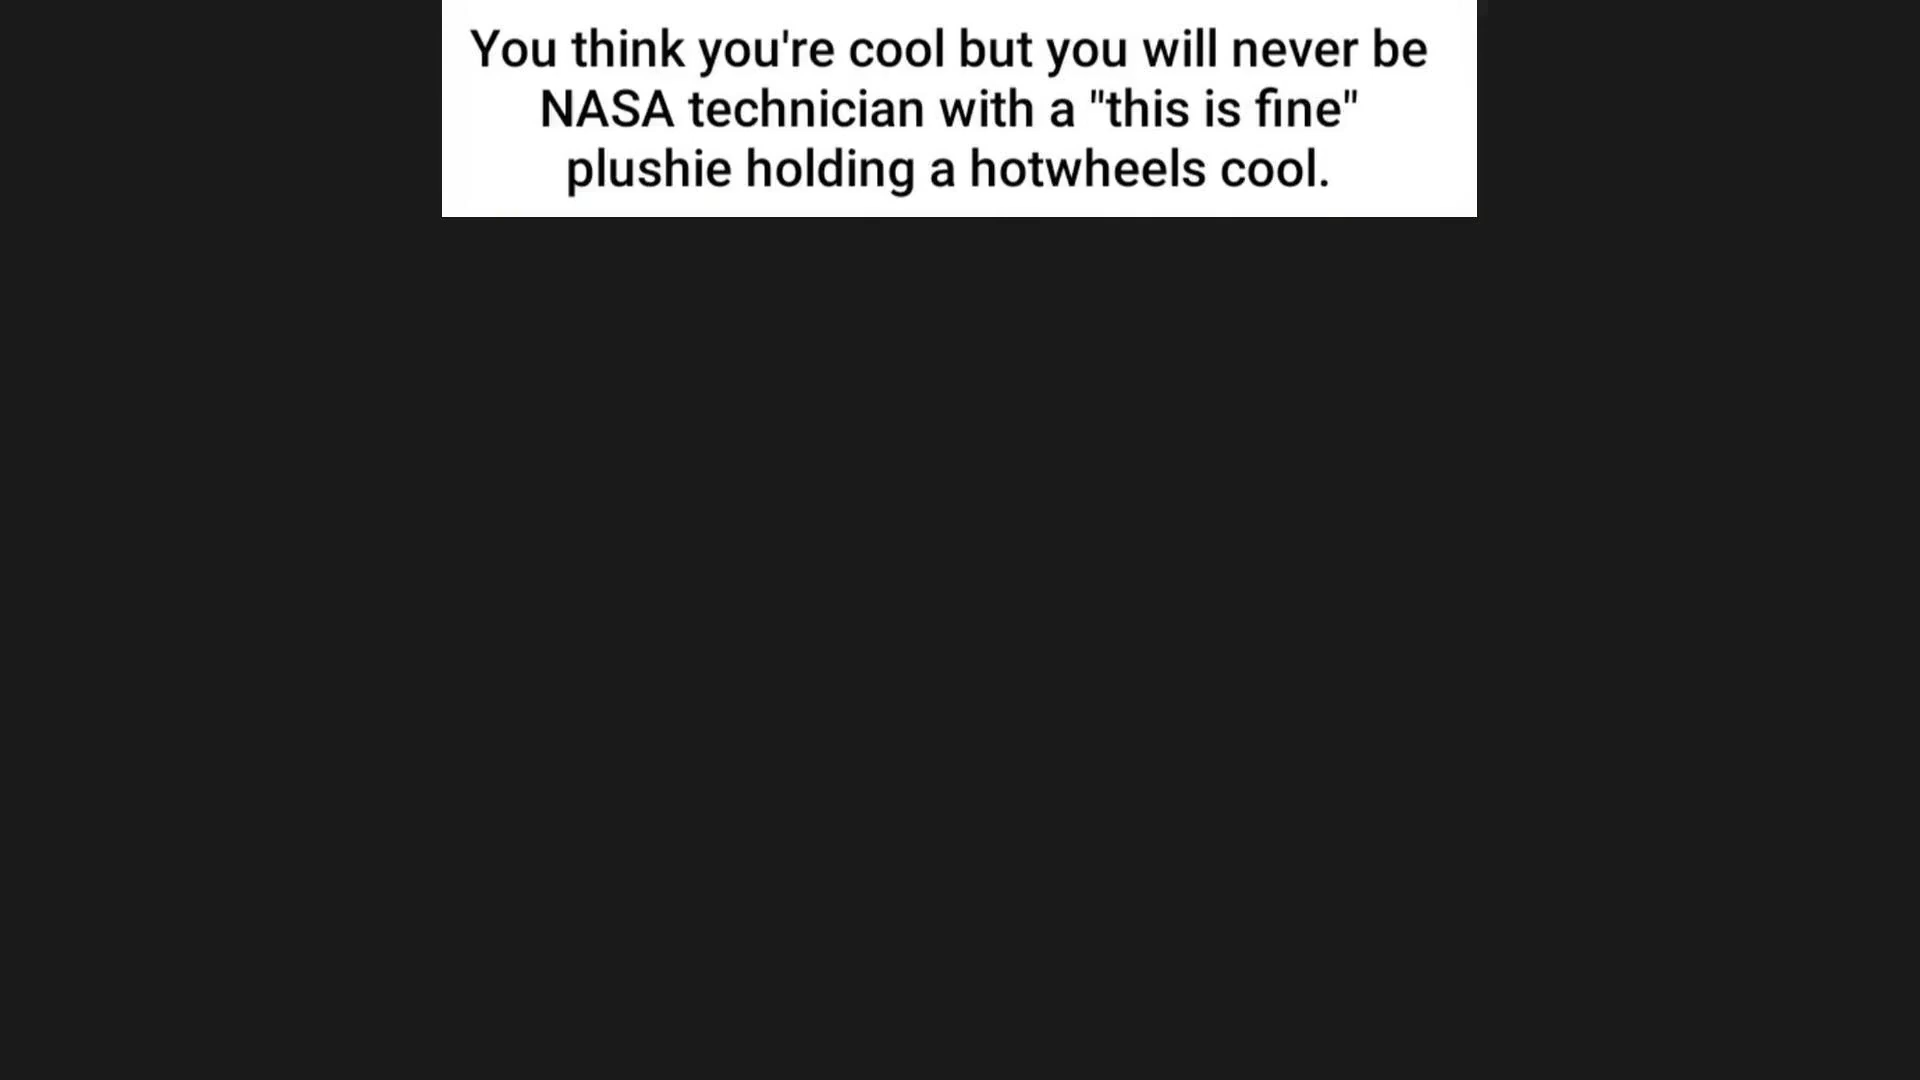 You think you're cool but you will never be
NASA technician with a "this is fine"
plushie holding a hotwheels cool.